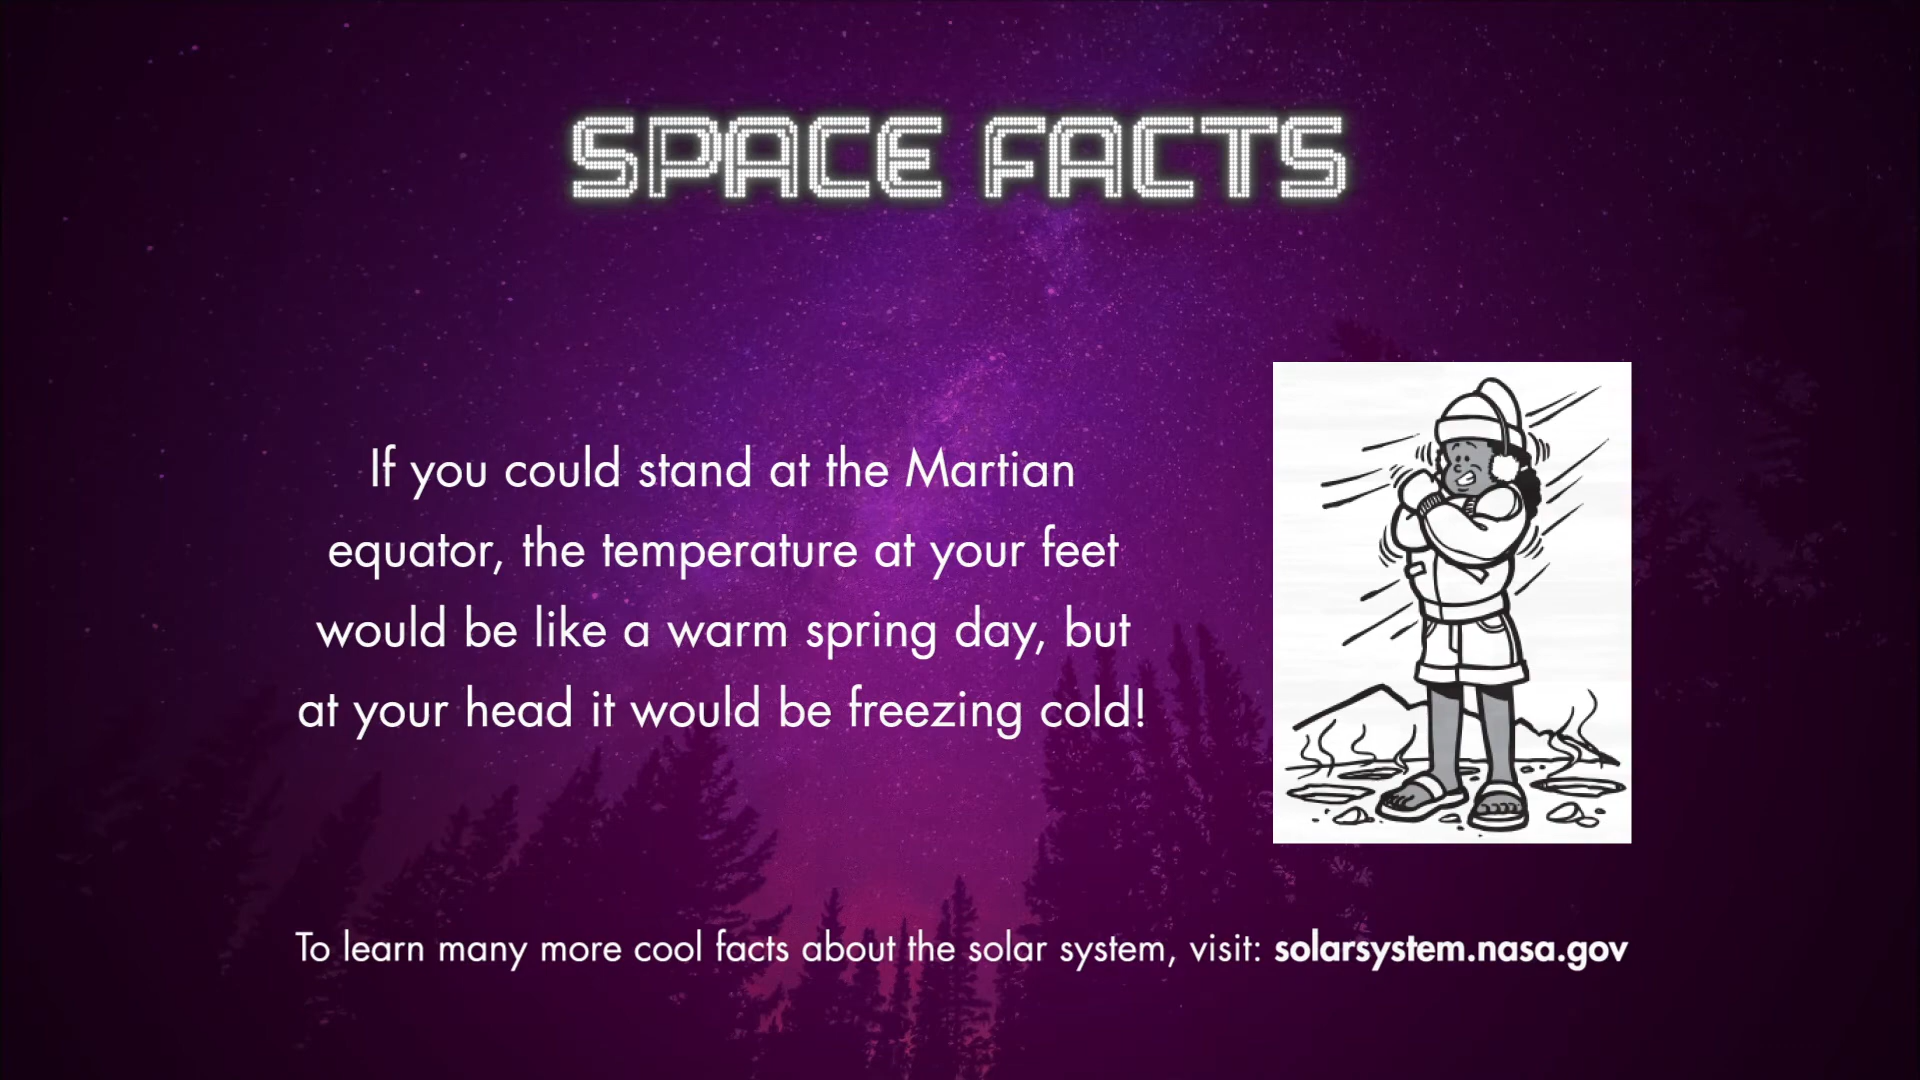 SPACE FACTS
If you could stand at the Martian
equator, the temperature at your feet
would be like a warm spring day, but
at your head it would be freezing cold!
To learn many more cool facts about the solar system, visit: solarsystem.nasa.gov